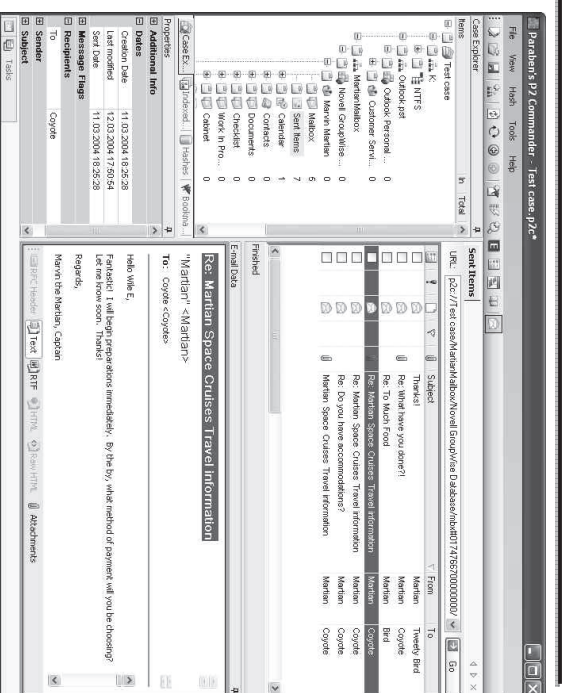 Paraben's P2 Commander - Test case.p2c*
File View Hash Tools Help
Case Explorer
Items In Total
Test case
K:
NTFS
Outlook.pst
Outlook Personal ... 0
Customer Servi... 0
MartianMailbox
Novell GroupWise ... 0
Marvin Martian 0
Mailbox 5
Sent Items 7
Calendar 1
Contacts 0
Documents 0
Checklist 0
Work In Pro... 0
Cabinet 0
Case Ex... Indexed... Hashes Bookma...
Properties
Additional Info
Dates
Creation Date 11.03.2004 18:25:28
Last modified 12.03.2004 17:50:54
Sent Date 11.03.2004 18:25:28
Message Flags
Recipients
To Coyote
Sender
Subject
Tasks
Sent Items
URL: p2c://Test case/MartianMailbox/Novell GroupWise Database/mbx#0174766700000000/ Go
Subject From To
Thanks! Martian Tweety Bird
Re: What have you done?! Martian Coyote
Re: To Much Food Martian Bird
Re: Martian Space Cruises Travel information Martian Coyote
Re: Martian Space Cruises Travel information Martian Coyote
Re: Do you have accommodations? Martian Coyote
Martian Space Cruises Travel information Martian Coyote
Finished
E-mail Data
Re: Martian Space Cruises Travel information
"Martian" <Martian>
To: Coyote <Coyote>
Hello Wile E,
Fantastic! I will begin preparations immediately. By the by, what method of payment will you be choosing?
Let me know soon. Thanks!
Regards,
Marvin the Martian, Captain
RFC Header Text RTF HTML Raw HTML Attachments